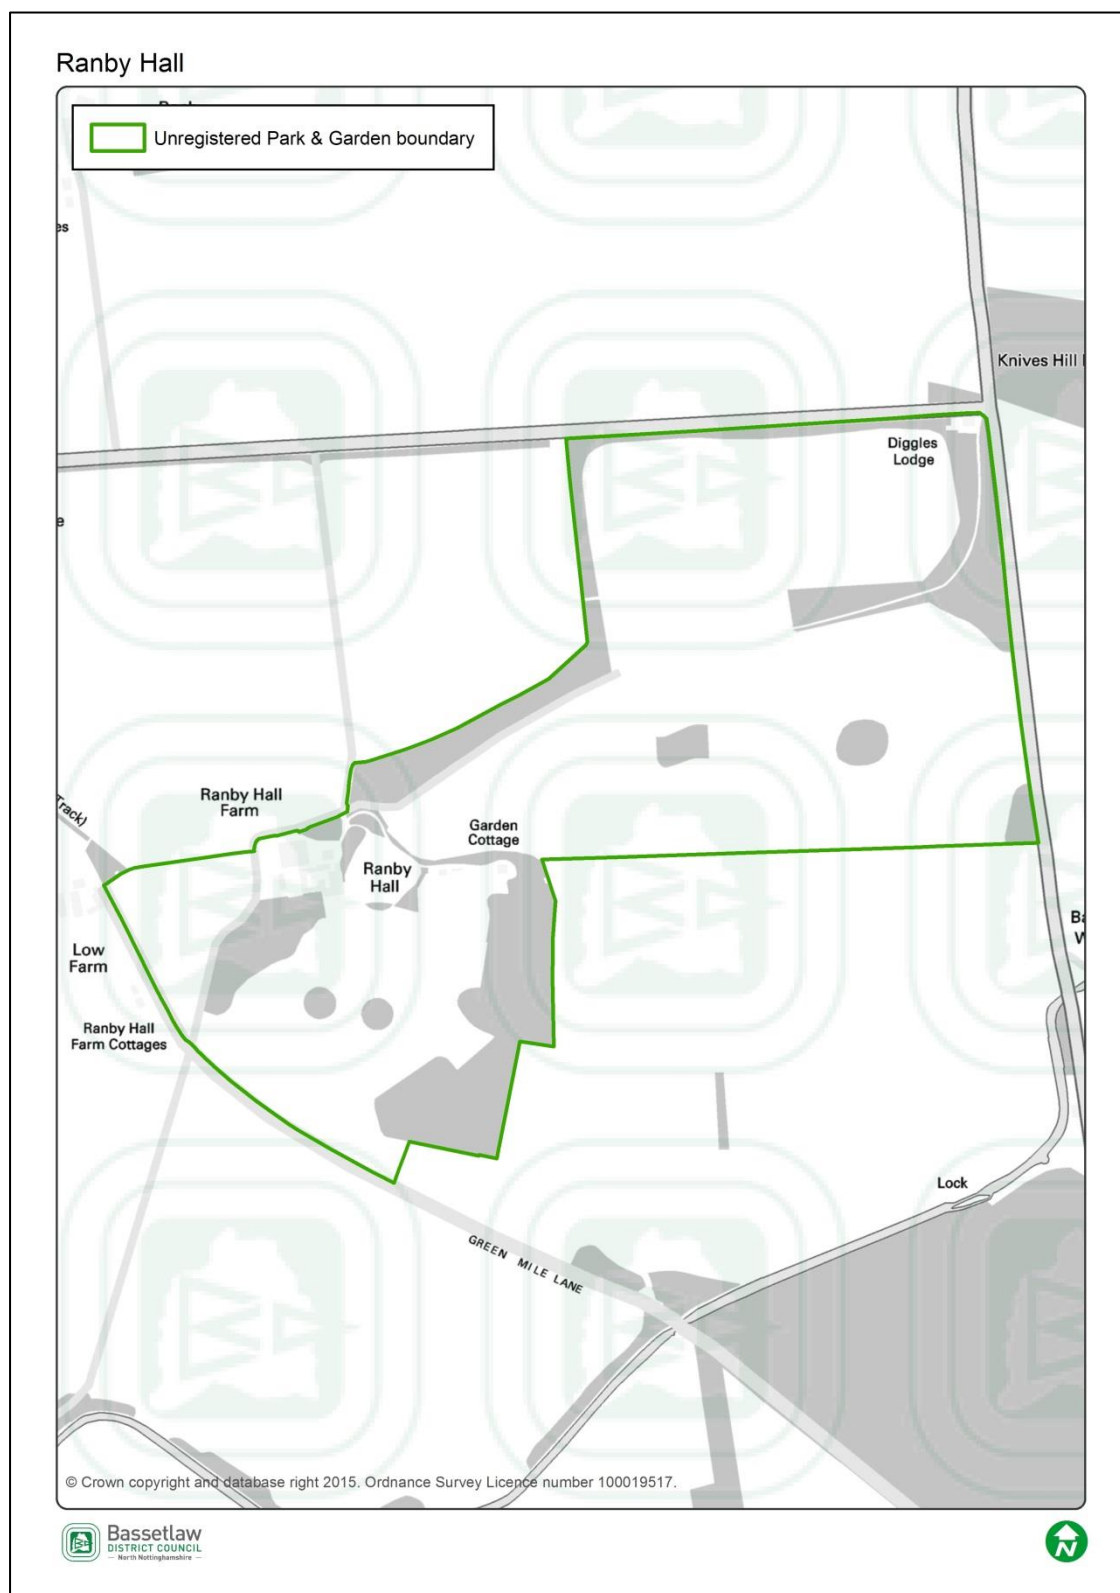 Ranby Hall
Unregistered Park & Garden boundary
es
Knives Hill
Diggles
Lodge
e
Track)
Ranby Hall
Farm
Garden
Cottage
Ranby
Hall
Low
Farm
Ranby Hall
Farm Cottages
Lock
GREEN MILE LANE
© Crown copyright and database right 2015. Ordnance Survey Licence number 100019517.
Bassetlaw
DISTRICT COUNCIL
North Nottinghamshire
N